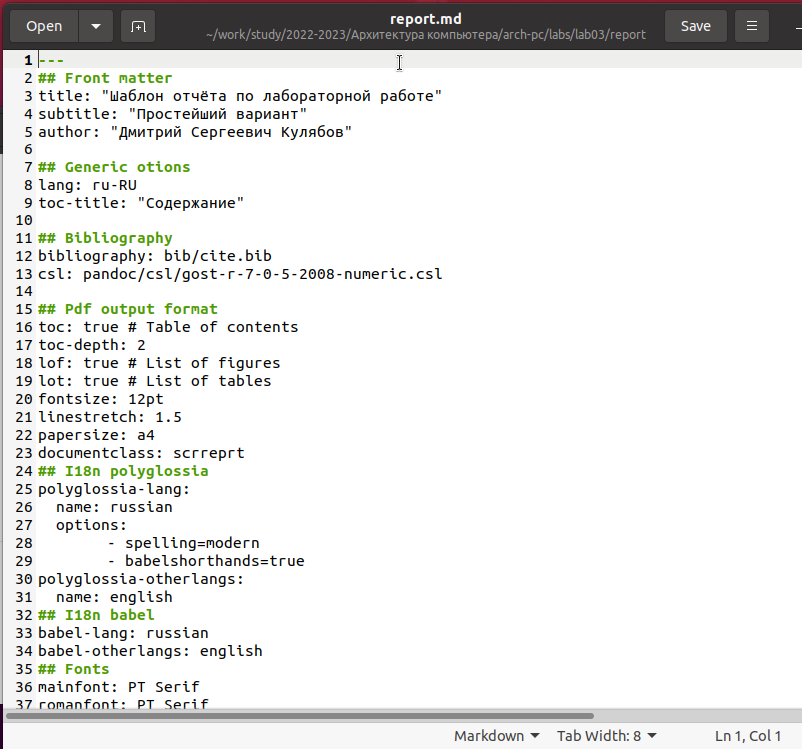 Open
report.md
~/work/study/2022-2023/Архитектура компьютера/arch-pc/labs/lab03/report
Save
1 ---
2 ## Front matter
3 title: "Шаблон отчёта по лабораторной работе"
4 subtitle: "Простейший вариант"
5 author: "Дмитрий Сергеевич Кулябов"
6
7 ## Generic otions
8 lang: ru-RU
9 toc-title: "Содержание"
10
11 ## Bibliography
12 bibliography: bib/cite.bib
13 csl: pandoc/csl/gost-r-7-0-5-2008-numeric.csl
14
15 ## Pdf output format
16 toc: true # Table of contents
17 toc-depth: 2
18 lof: true # List of figures
19 lot: true # List of tables
20 fontsize: 12pt
21 linestretch: 1.5
22 papersize: a4
23 documentclass: scrreprt
24 ## I18n polyglossia
25 polyglossia-lang:
26   name: russian
27   options:
28 	- spelling=modern
29 	- babelshorthands=true
30 polyglossia-otherlangs:
31   name: english
32 ## I18n babel
33 babel-lang: russian
34 babel-otherlangs: english
35 ## Fonts
36 mainfont: PT Serif
37 romanfont: PT Serif
Markdown
Tab Width: 8
Ln 1, Col 1